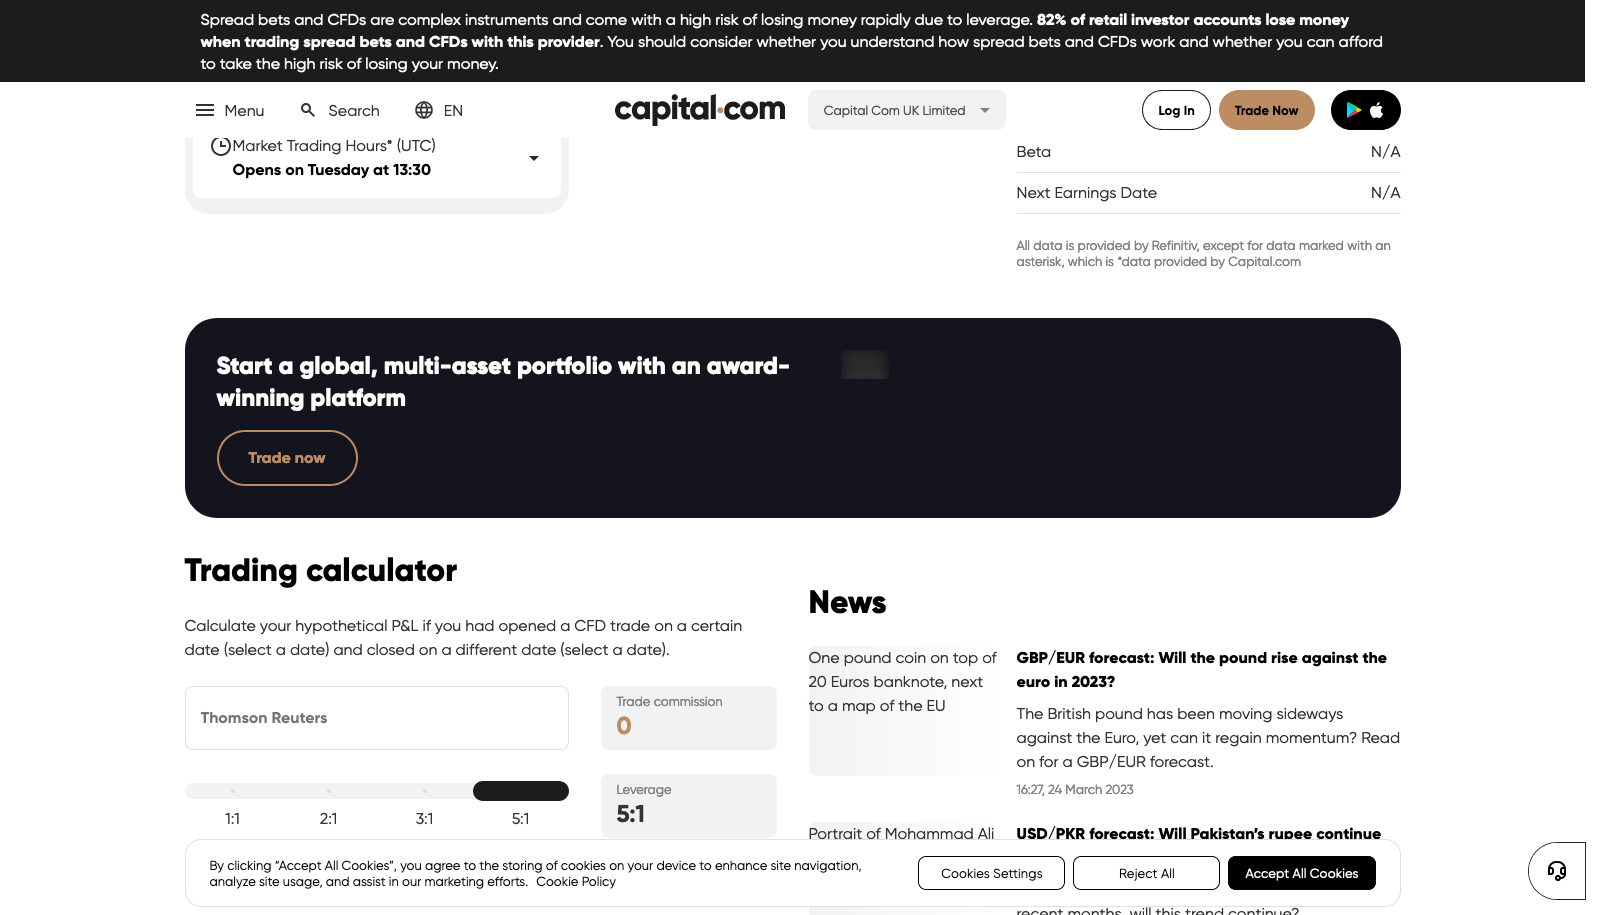 Spread bets and CFDs are complex instruments and come with a high risk of losing money rapidly due to leverage. 82% of retail investor accounts lose money
when trading spread bets and CFDs with this provider. You should consider whether you understand how spread bets and CFDs work and whether you can afford
to take the high risk of losing your money.
Menu
Search
EN
capital.com
Capital Com UK Limited
Log In
Trade Now
Market Trading Hours* (UTC)
Opens on Tuesday at 13:30
Beta N/A
Next Earnings Date N/A
All data is provided by Refinitiv, except for data marked with an
asterisk, which is *data provided by Capital.com
Start a global, multi-asset portfolio with an award-
winning platform
Trade now
Trading calculator
Calculate your hypothetical P&L if you had opened a CFD trade on a certain
date (select a date) and closed on a different date (select a date).
Thomson Reuters
Trade commission
0
Leverage
5:1
1:1 2:1 3:1 5:1
News
One pound coin on top of
20 Euros banknote, next
to a map of the EU
GBP/EUR forecast: Will the pound rise against the
euro in 2023?
The British pound has been moving sideways
against the Euro, yet can it regain momentum? Read
on for a GBP/EUR forecast.
16:27, 24 March 2023
Portrait of Mohammad Ali
USD/PKR forecast: Will Pakistan's rupee continue
recent months, will this trend continue?
By clicking “Accept All Cookies”, you agree to the storing of cookies on your device to enhance site navigation,
analyze site usage, and assist in our marketing efforts. Cookie Policy
Cookies Settings
Reject All
Accept All Cookies